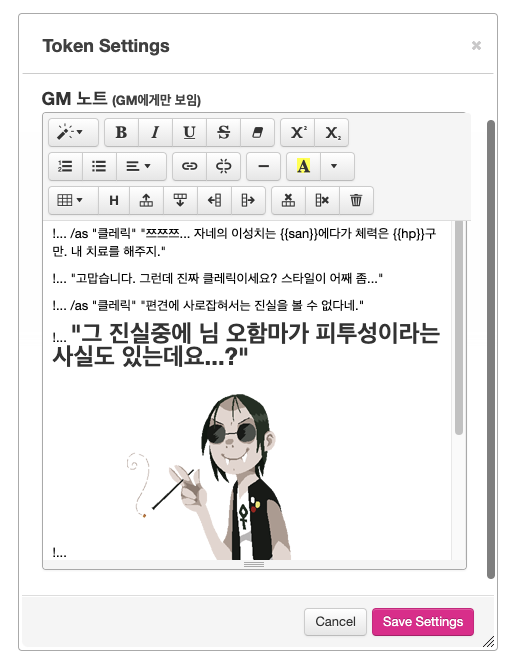 Token Settings
×
GM 노트 (GM에게만 보임)
B I U S X² X₂
A
H
!... /as "클레릭" "쯔쯔쯔... 자네의 이성치는 {{san}}에다가 체력은 {{hp}}구
만. 내 치료를 해주지."
!... "고맙습니다. 그런데 진짜 클레릭이세요? 스타일이 어째 좀..."
!... /as "클레릭" "편견에 사로잡혀서는 진실을 볼 수 없다네."
!... "그 진실중에 님 오함마가 피투성이라는
사실도 있는데요...?"
!...
Cancel Save Settings